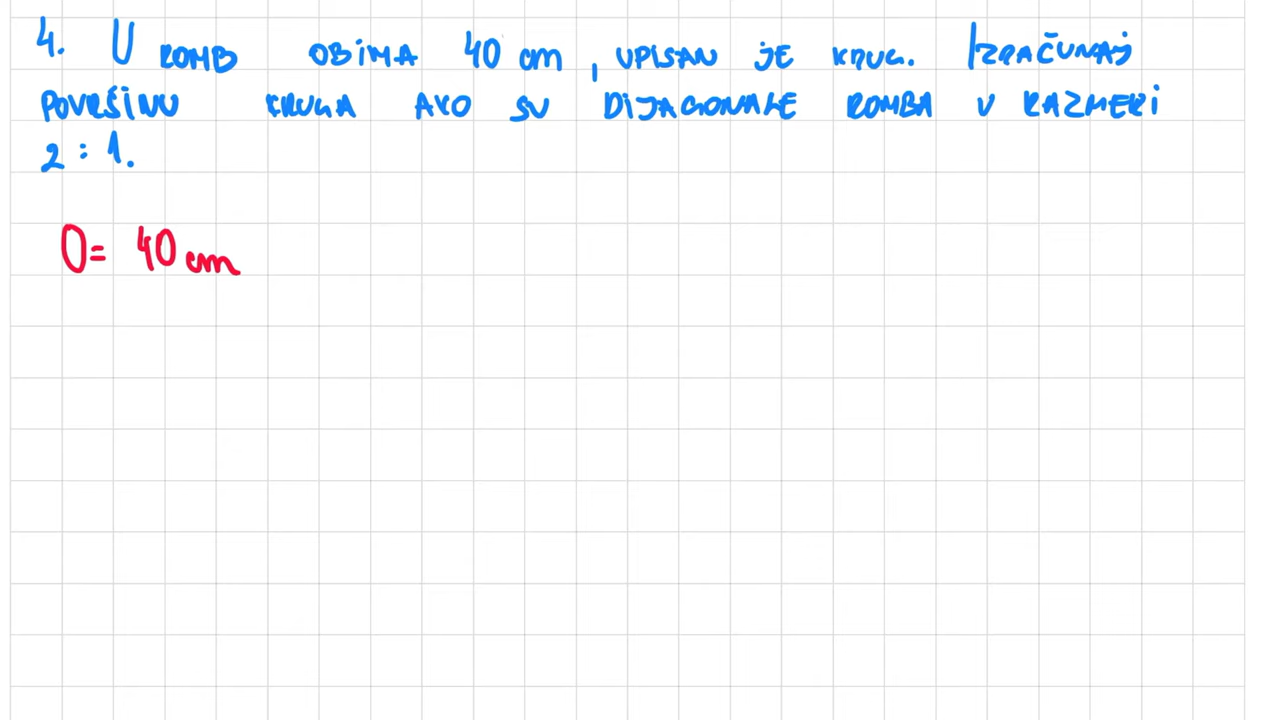 4. U ROMB OBIMA 40 cm, UPISAN JE KRUG. IZRAČUNAJ
POVRŠINU KRUGA AKO SU DIJAGONALE ROMBA U RAZMERI
2 : 1.
O = 40 cm